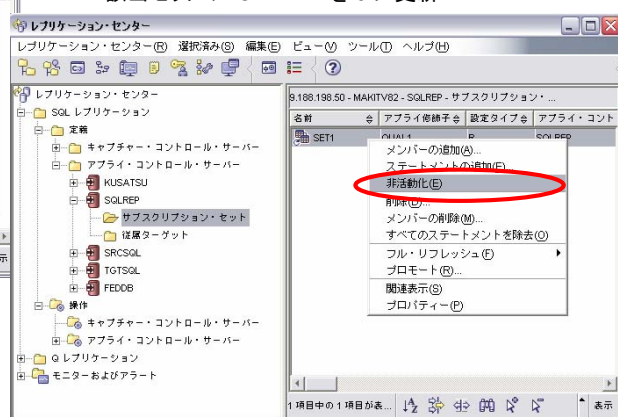 レプリケーション・センター
レプリケーション・センター(R) 選択済み(S) 編集(E) ビュー(V) ツール(T) ヘルプ(H)
レプリケーション・センター
SQL レプリケーション
定義
キャプチャー・コントロール・サーバー
アプライ・コントロール・サーバー
KUSATSU
SQLREP
サブスクリプション・セット
従属ターゲット
SRCSQL
TGTSQL
FEDDB
操作
キャプチャー・コントロール・サーバー
アプライ・コントロール・サーバー
Q レプリケーション
モニターおよびアラート
9.188.198.50 - MAKITV82 - SQLREP - サブスクリプション・...
名前 アプライ修飾子 設定タイプ アプライ・コント
SET1 QUAL1 R SQLREP
メンバーの追加(A)...
ステートメントの追加(F)...
非活動化(E)
削除(D)...
メンバーの削除(M)...
すべてのステートメントを除去(O)
フル・リフレッシュ(F)
プロモート(R)...
関連表示(S)
プロパティー(P)
1 項目中の 1 項目が表... 表示
示